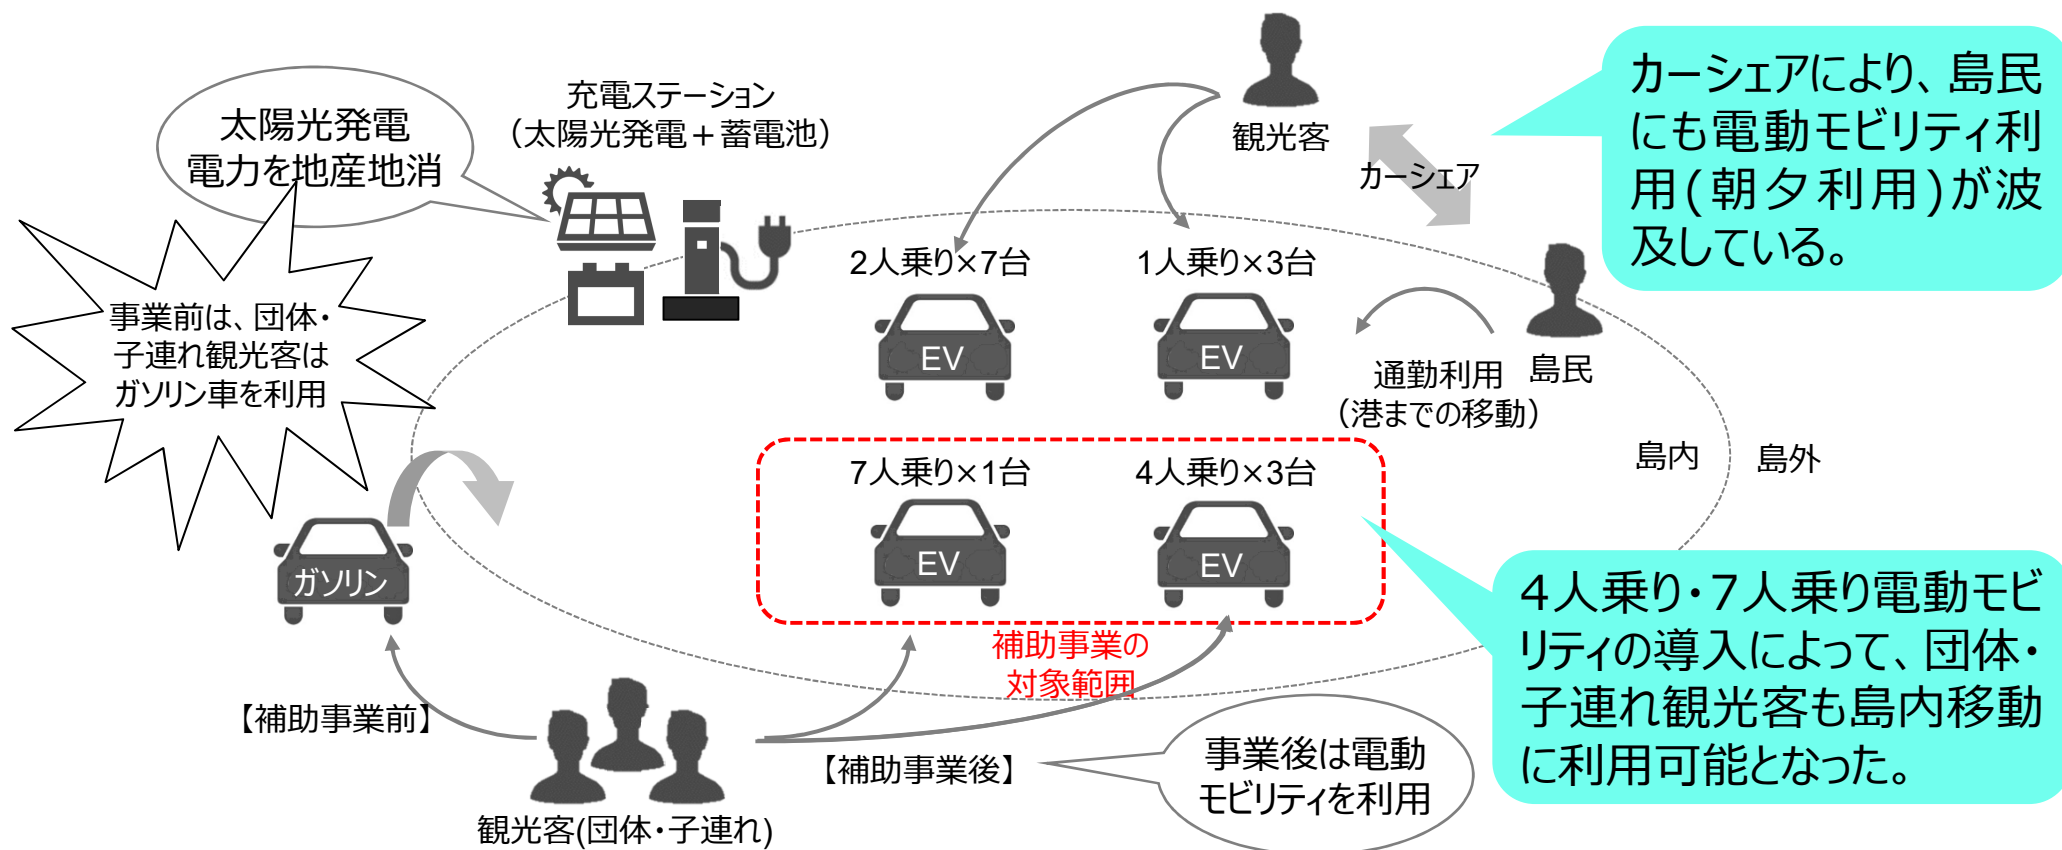 太陽光発電
電力を地産地消
充電ステーション
（太陽光発電＋蓄電池）
観光客
カーシェア
カーシェアにより、島民
にも電動モビリティ利
用(朝夕利用)が波
及している。
事業前は、団体・
子連れ観光客は
ガソリン車を利用
2人乗り×7台
EV
1人乗り×3台
EV
島民
通勤利用
（港までの移動）
島内
島外
7人乗り×1台
EV
4人乗り×3台
EV
補助事業の
対象範囲
ガソリン
４人乗り・７人乗り電動モビ
リティの導入によって、団体・
子連れ観光客も島内移動
に利用可能となった。
【補助事業前】
【補助事業後】
事業後は電動
モビリティを利用
観光客(団体・子連れ)